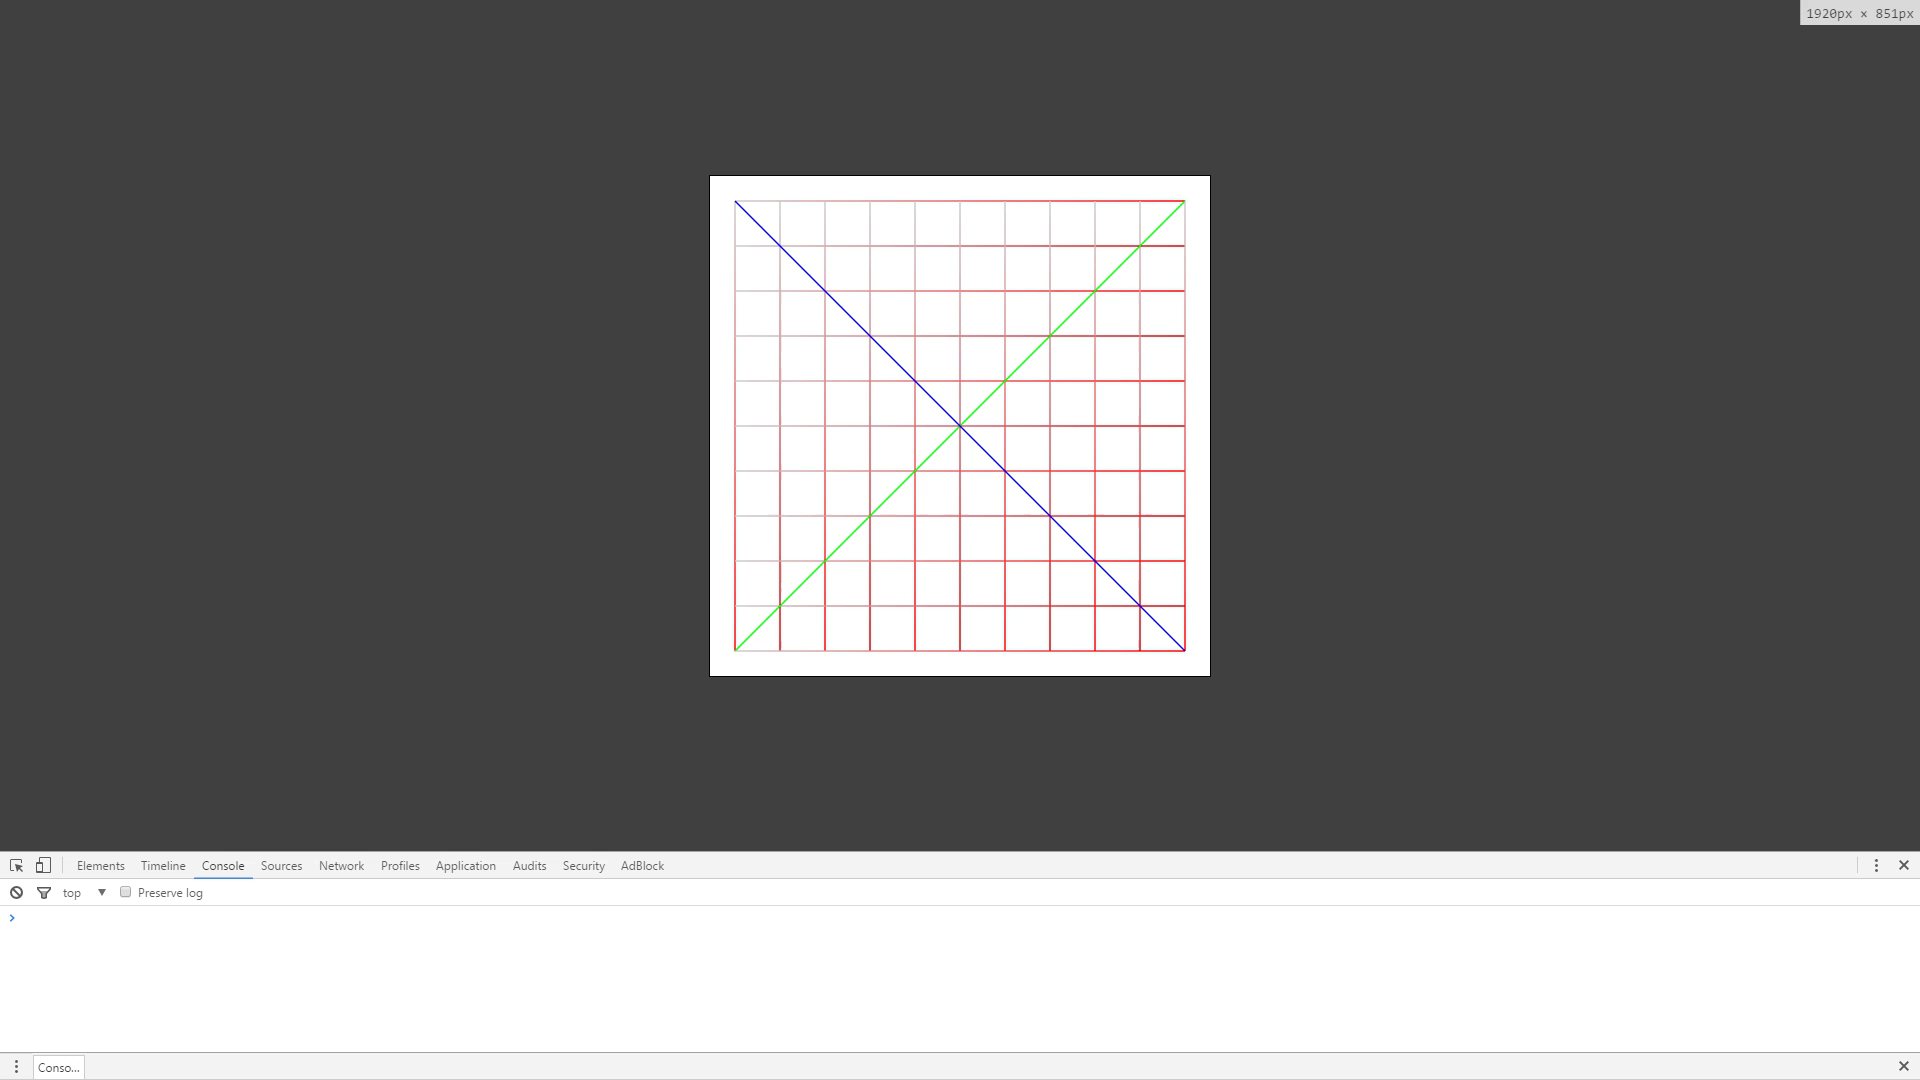 1920px × 851px
Elements Timeline Console Sources Network Profiles Application Audits Security AdBlock
top Preserve log
Conso...